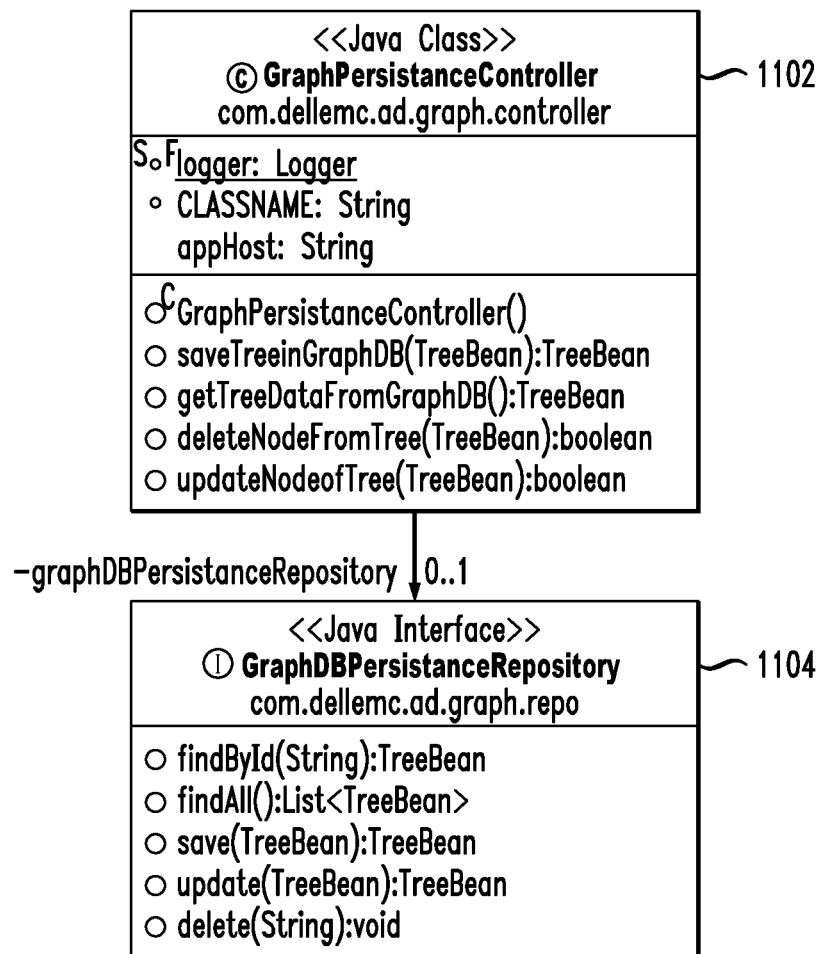 <<Java Class>>
C GraphPersistanceController
com.dellemc.ad.graph.controller
1102
S F logger: Logger
CLASSNAME: String
appHost: String
C GraphPersistanceController()
saveTreeinGraphDB(TreeBean):TreeBean
getTreeDataFromGraphDB():TreeBean
deleteNodeFromTree(TreeBean):boolean
updateNodeofTree(TreeBean):boolean
-graphDBPersistanceRepository 0..1
<<Java Interface>>
I GraphDBPersistanceRepository
com.dellemc.ad.graph.repo
1104
findById(String):TreeBean
findAll():List<TreeBean>
save(TreeBean):TreeBean
update(TreeBean):TreeBean
delete(String):void